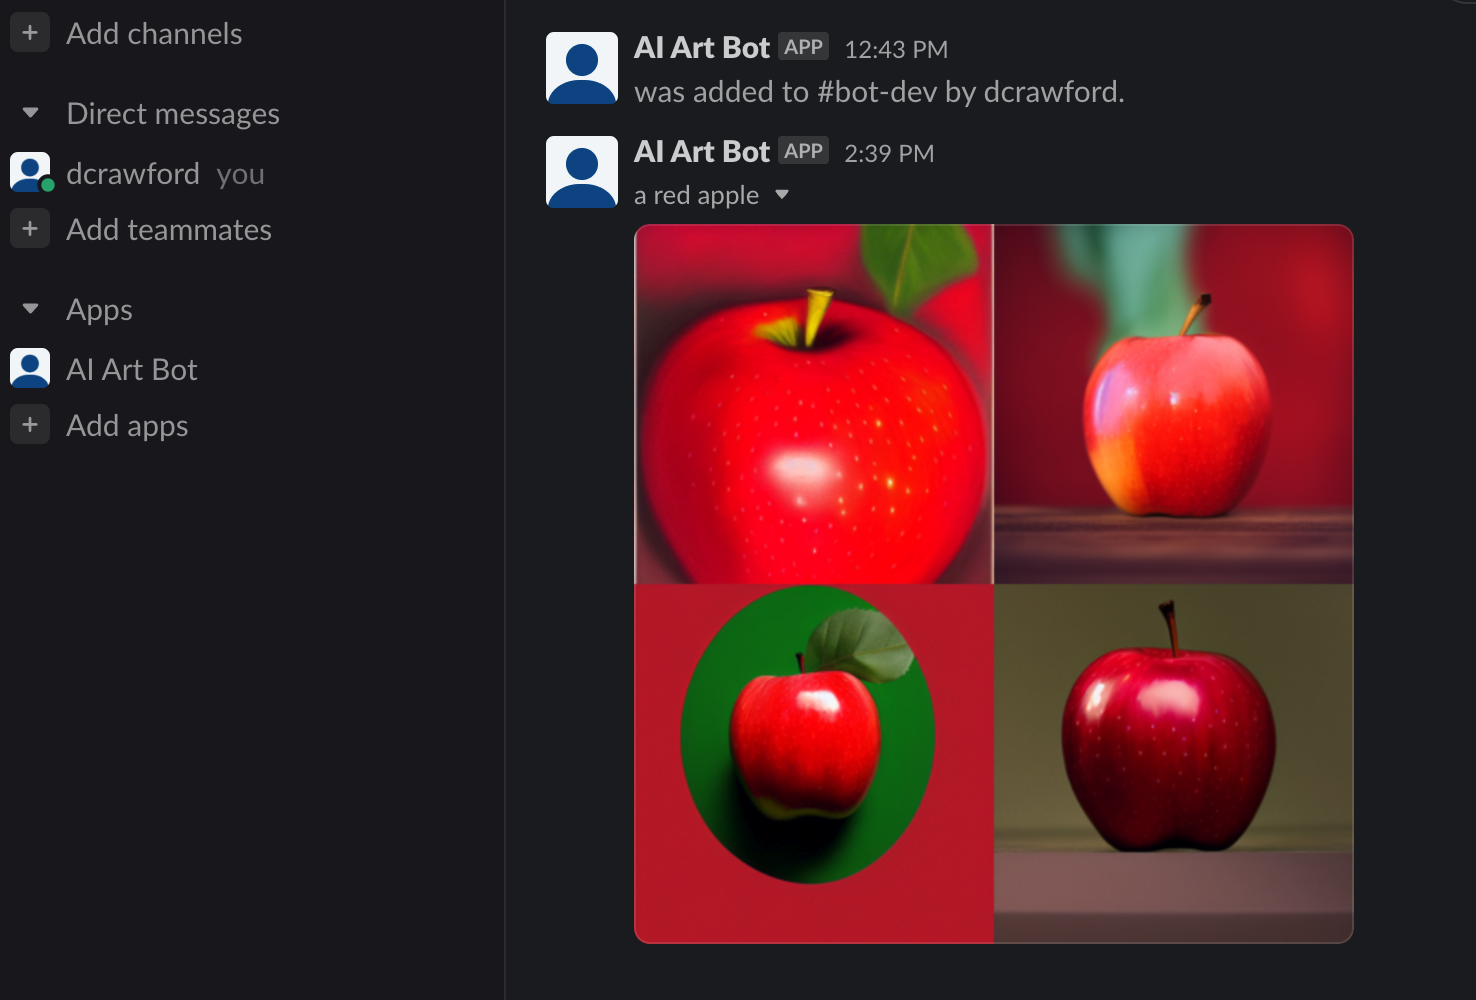 Add channels
Direct messages
dcrawford you
Add teammates
Apps
AI Art Bot
Add apps
AI Art Bot APP 12:43 PM
was added to #bot-dev by dcrawford.
AI Art Bot APP 2:39 PM
a red apple